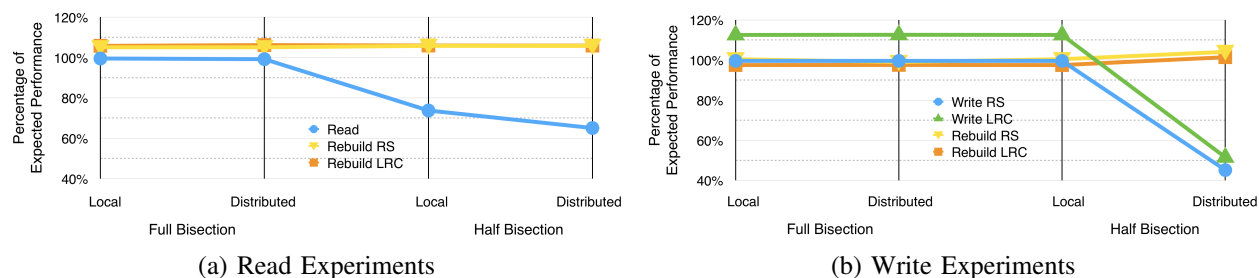 Percentage of
Expected Performance
120%
100%
80%
60%
40%
Read
Rebuild RS
Rebuild LRC
Local
Distributed
Local
Distributed
Full Bisection
Half Bisection
(a) Read Experiments
Percentage of
Expected Performance
120%
100%
80%
60%
40%
Write RS
Write LRC
Rebuild RS
Rebuild LRC
Local
Distributed
Local
Distributed
Full Bisection
Half Bisection
(b) Write Experiments